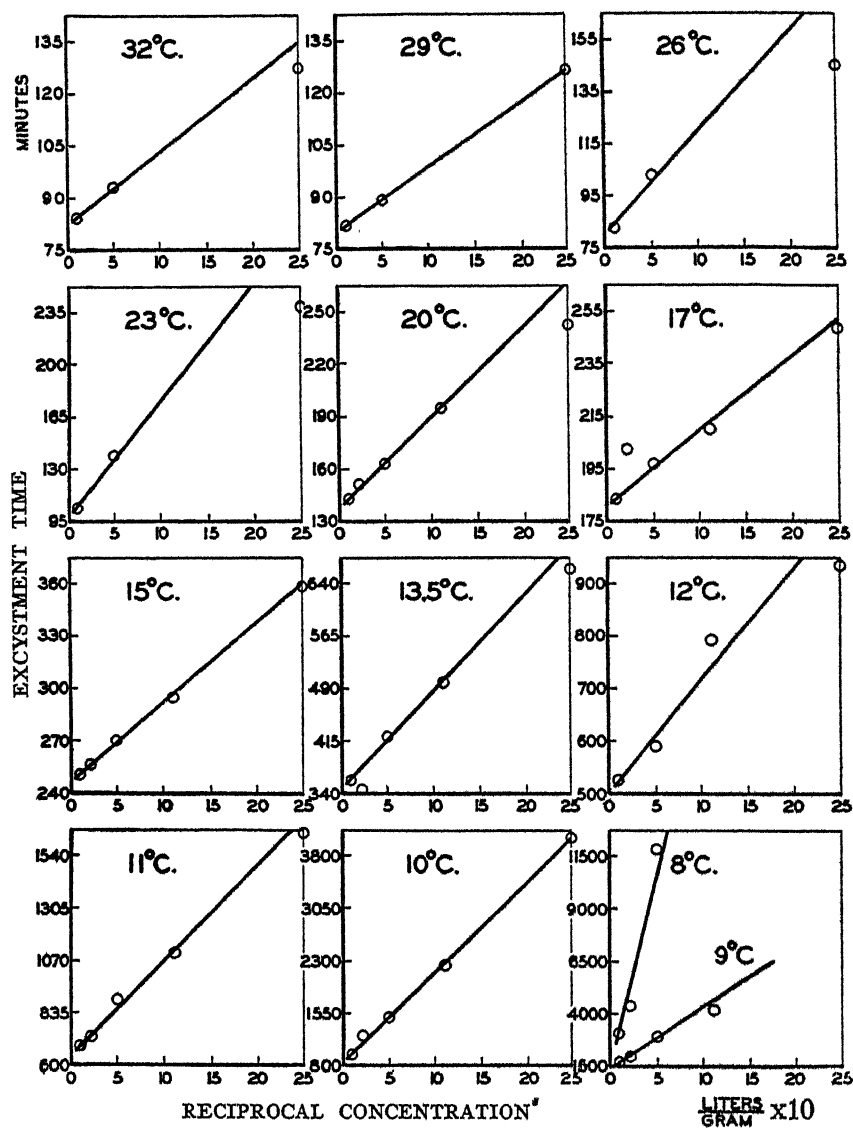 EXCYSTMENT TIME
MINUTES
32°C.
135
120
105
90
75
0 5 10 15 20 25
29°C.
135
120
105
90
75
0 5 10 15 20 25
26°C.
155
135
115
95
75
0 5 10 15 20 25
23°C.
235
200
165
130
95
0 5 10 15 20 25
20°C.
250
220
190
160
130
0 5 10 15 20 25
17°C.
255
235
215
195
175
0 5 10 15 20 25
15°C.
360
330
300
270
240
0 5 10 15 20 25
13.5°C.
640
565
490
415
340
0 5 10 15 20 25
12°C.
900
800
700
600
500
0 5 10 15 20 25
11°C.
1540
1305
1070
835
600
0 5 10 15 20 25
10°C.
3800
3050
2300
1550
800
0 5 10 15 20 25
8°C.
9°C
11500
9000
6500
4000
1500
0 5 10 15 20 25
RECIPROCAL CONCENTRATION"
LITERS
GRAM
X10